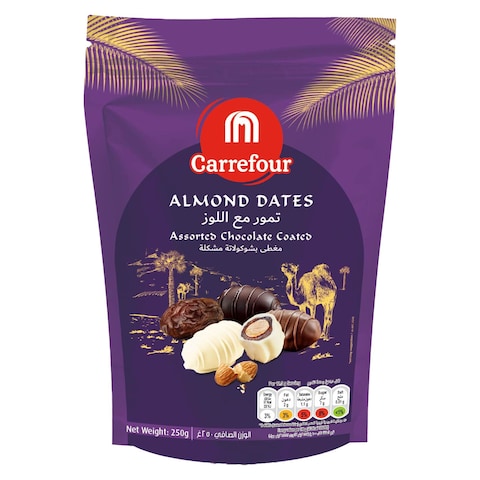 Carrefour
ALMOND DATES
تمور مع اللوز
Assorted Chocolate Coated
مغطى بشوكولاتة مشكلة
Net Weight: 250g الوزن الصافي ٢٥٠غ